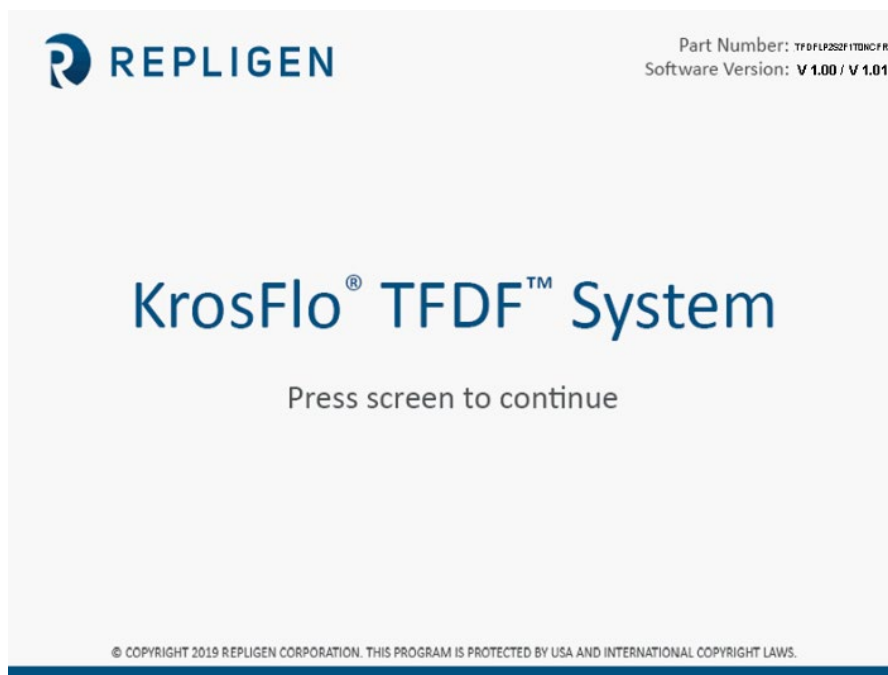 REPLIGEN
Part Number: TFDFLP2S2F1T0NCFR
Software Version: V 1.00 / V 1.01
KrosFlo® TFDF™ System
Press screen to continue
© COPYRIGHT 2019 REPLIGEN CORPORATION. THIS PROGRAM IS PROTECTED BY USA AND INTERNATIONAL COPYRIGHT LAWS.